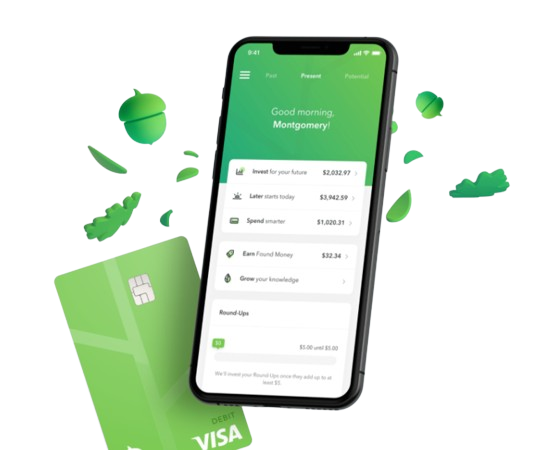 9:41
Past Present Potential
Good morning,
Montgomery!
Invest for your future $2,032.97
Later starts today $3,942.59
Spend smarter $1,020.31
Earn Found Money $32.34
Grow your knowledge
Round-Ups
$0
$5.00 until $5.00
We'll invest your Round-Ups once they add up to at
least $5.
DEBIT
VISA